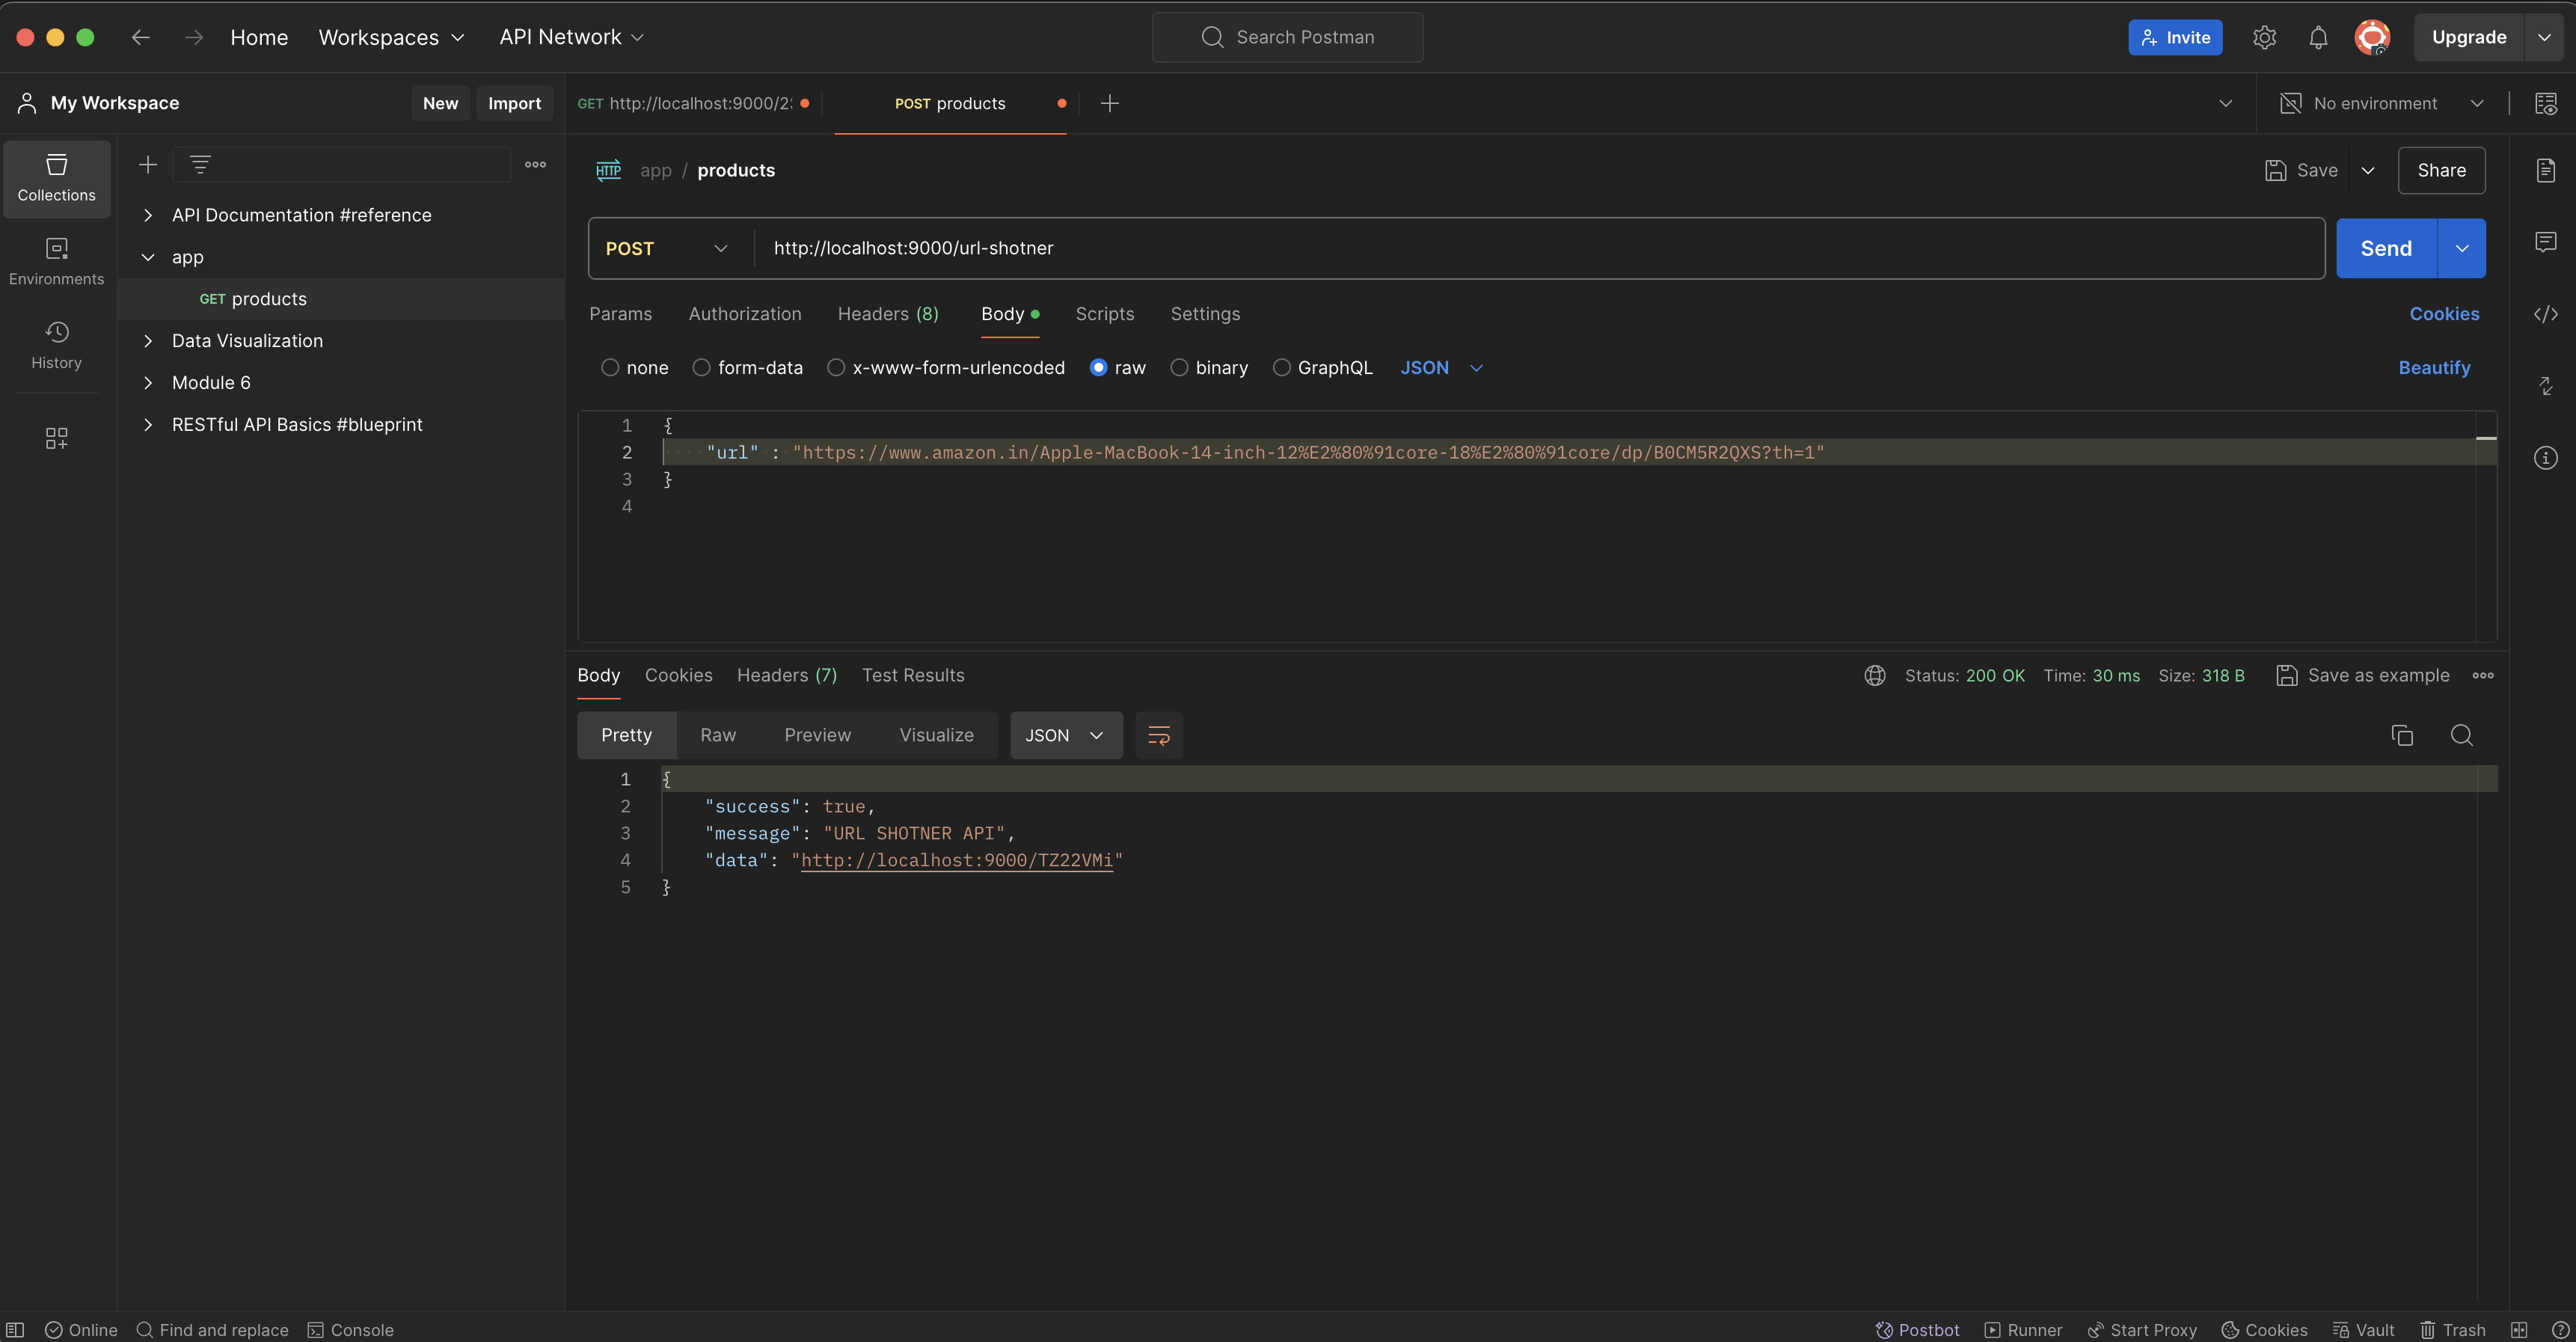 Home
Workspaces
API Network
Search Postman
Invite
Upgrade
My Workspace
New
Import
GET http://localhost:9000/2
POST products
No environment
Collections
Environments
History
API Documentation #reference
app
GET products
Data Visualization
Module 6
RESTful API Basics #blueprint
HTTP app / products
Save
Share
POST
http://localhost:9000/url-shotner
Send
Params
Authorization
Headers (8)
Body
Scripts
Settings
Cookies
none
form-data
x-www-form-urlencoded
raw
binary
GraphQL
JSON
Beautify
1 {
2 "url" : "https://www.amazon.in/Apple-MacBook-14-inch-12%E2%80%91core-18%E2%80%91core/dp/B0CM5R2QXS?th=1"
3 }
4
Body
Cookies
Headers (7)
Test Results
Status: 200 OK
Time: 30 ms
Size: 318 B
Save as example
Pretty
Raw
Preview
Visualize
JSON
1 {
2 "success": true,
3 "message": "URL SHOTNER API",
4 "data": "http://localhost:9000/TZ22VMi"
5 }
Online
Find and replace
Console
Postbot
Runner
Start Proxy
Cookies
Vault
Trash